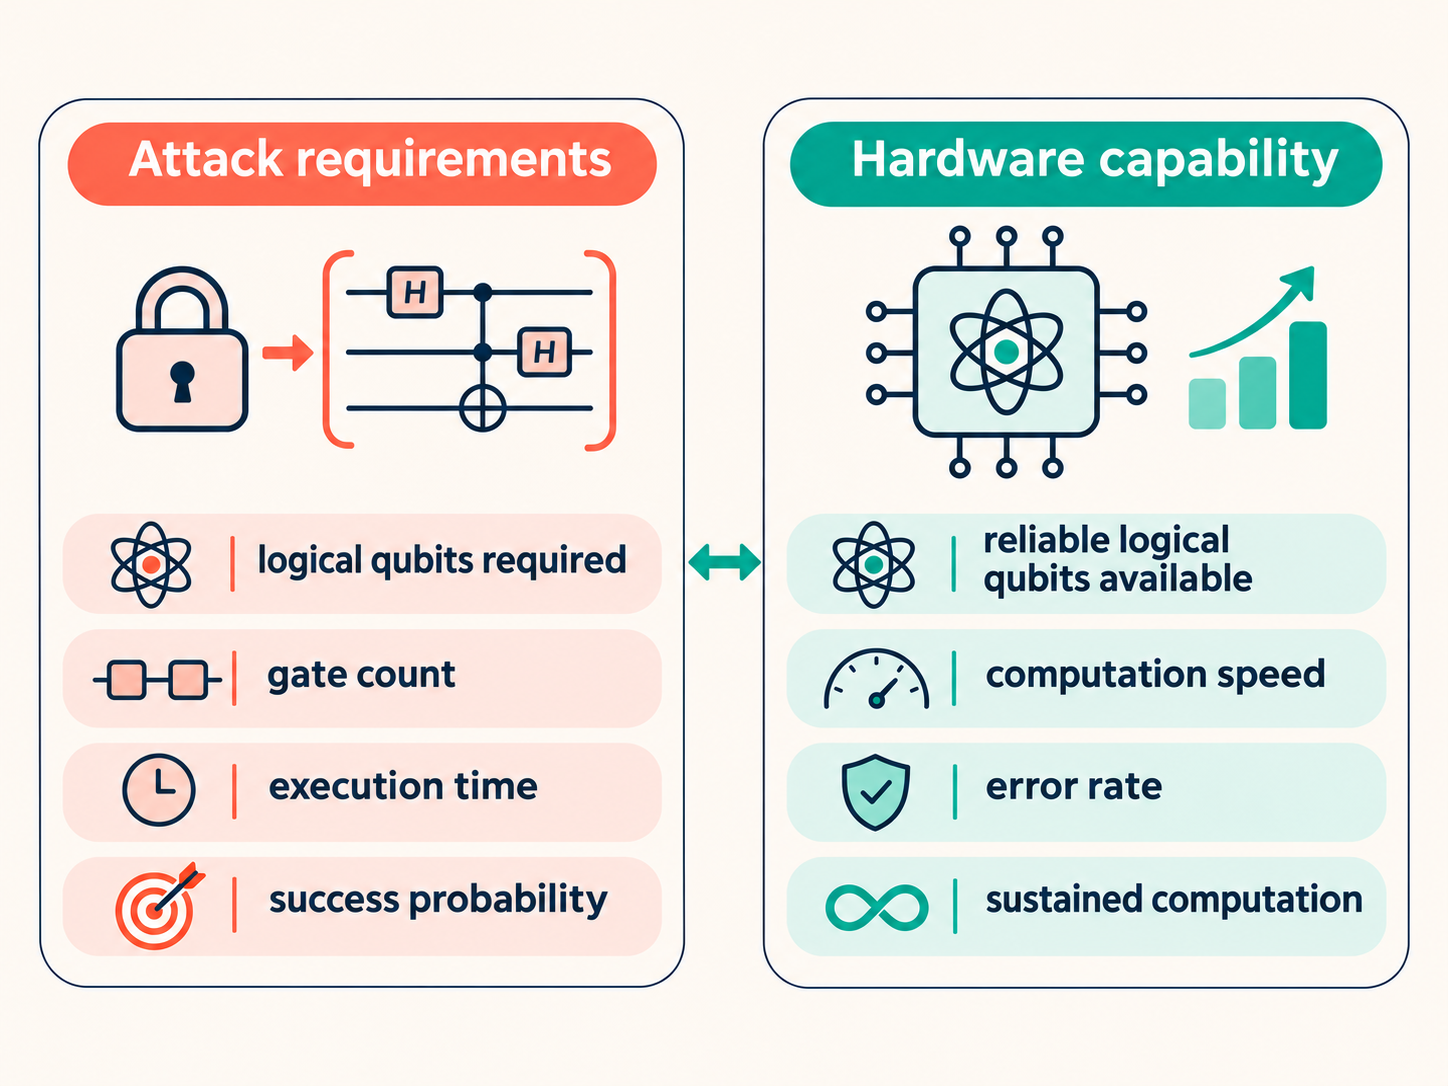 Attack requirements
H
H
logical qubits required
gate count
execution time
success probability
Hardware capability
reliable logical
qubits available
computation speed
error rate
sustained computation